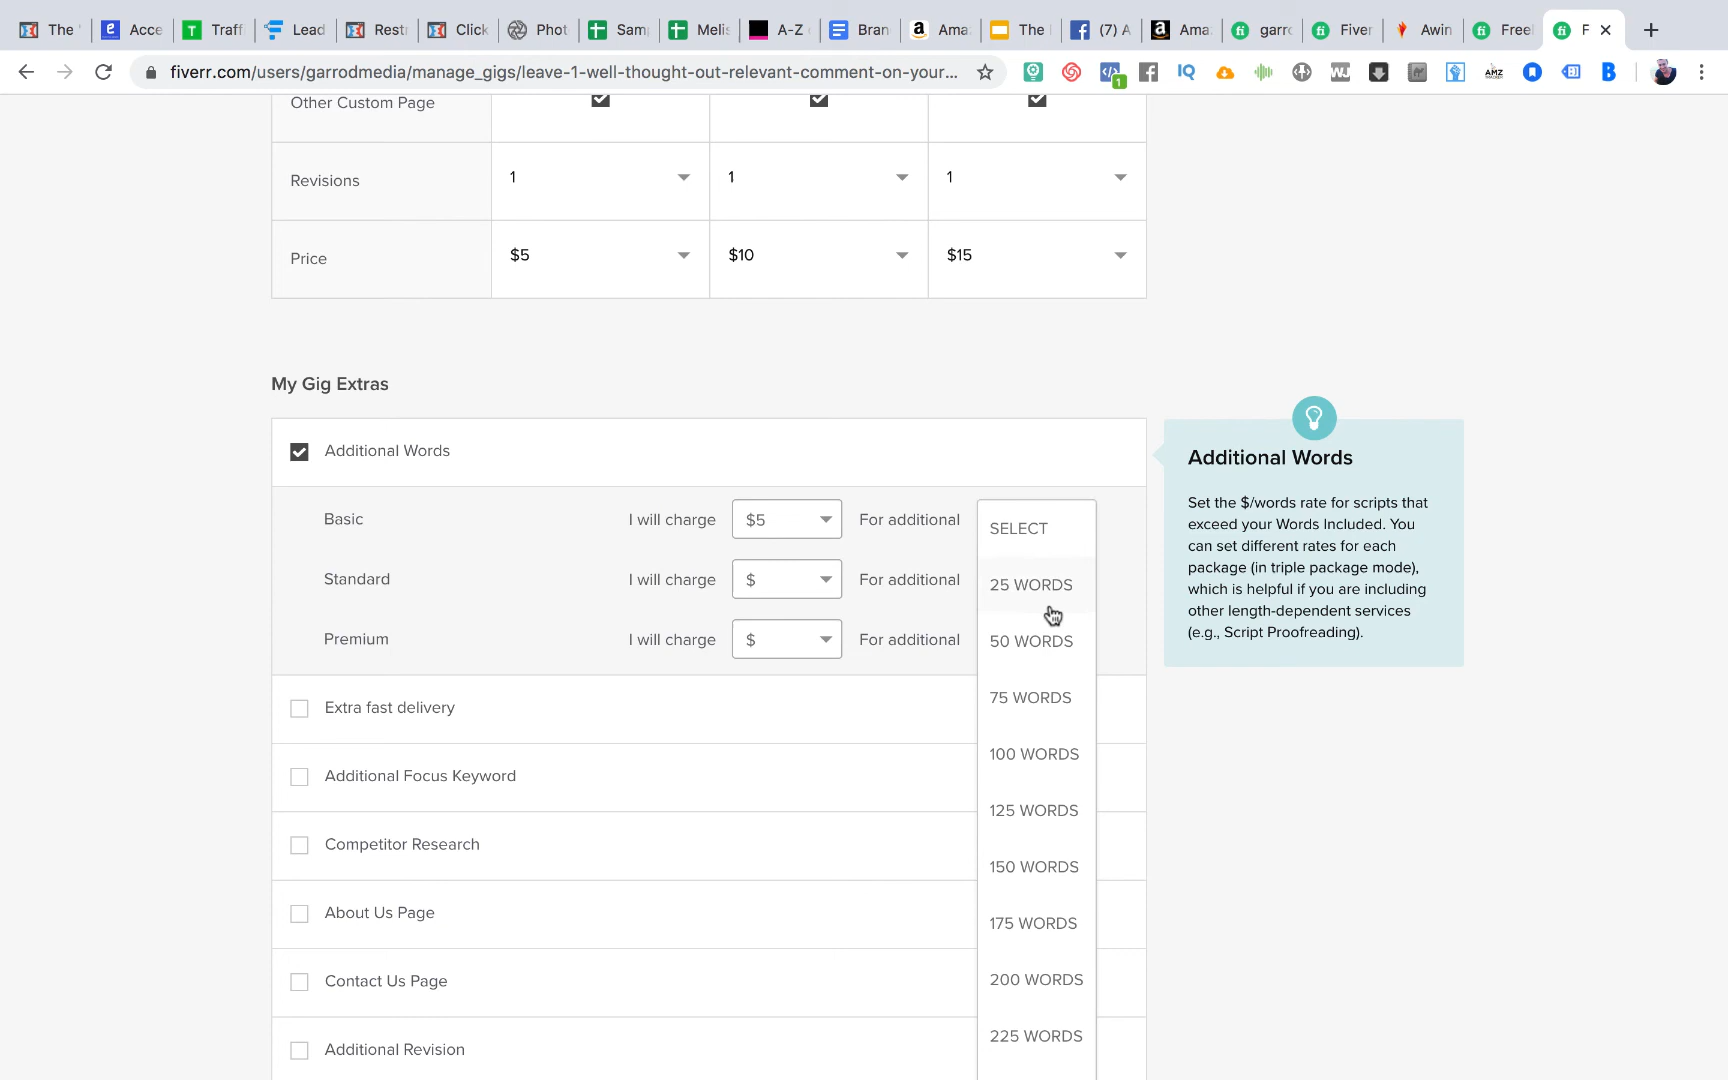 The
Acce
Traff
Lead
Restr
Click
Phot
Sam
Melis
A-Z
Bran
Ama
The
(7) A
Ama
garro
Fiver
Awin
Free
F
fiverr.com/users/garrodmedia/manage_gigs/leave-1-well-thought-out-relevant-comment-on-your...
Other Custom Page
Revisions 1 1 1
Price $5 $10 $15
My Gig Extras
Additional Words
Basic I will charge $5 For additional
Standard I will charge $ For additional
Premium I will charge $ For additional
SELECT
25 WORDS
50 WORDS
75 WORDS
100 WORDS
125 WORDS
150 WORDS
175 WORDS
200 WORDS
225 WORDS
Extra fast delivery
Additional Focus Keyword
Competitor Research
About Us Page
Contact Us Page
Additional Revision
Additional Words
Set the $/words rate for scripts that
exceed your Words Included. You
can set different rates for each
package (in triple package mode),
which is helpful if you are including
other length-dependent services
(e.g., Script Proofreading).